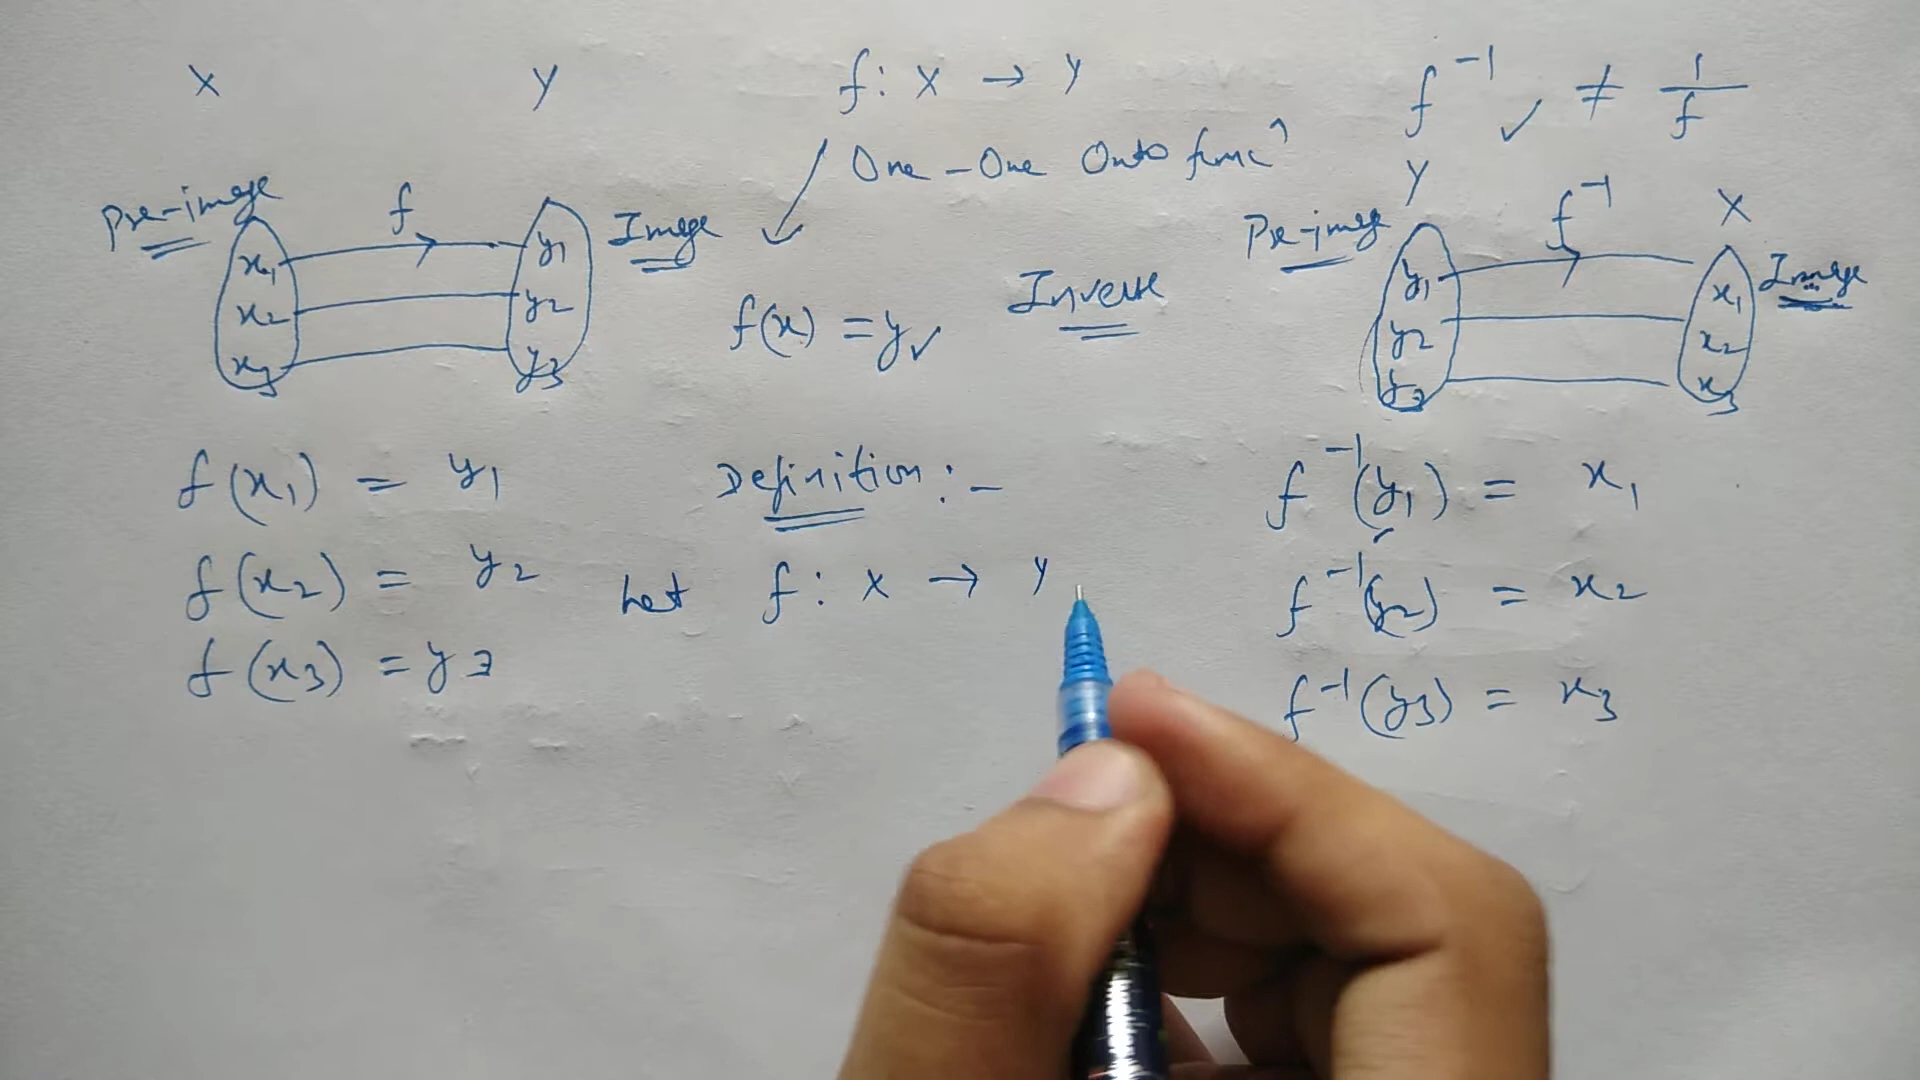 X Y f: X → Y f⁻¹ ✓ ≠ 1/f
One-One Onto funcⁿ
Pre-image f Image
x1 y1
x2 y2
x3 y3
f(x) = y ✓
Inverse
Y f⁻¹ X
Pre-image Image
y1 x1
y2 x2
y3 x3
Definition:-
Let f: X → Y
f(x1) = y1
f(x2) = y2
f(x3) = y3
f⁻¹(y1) = x1
f⁻¹(y2) = x2
f⁻¹(y3) = x3